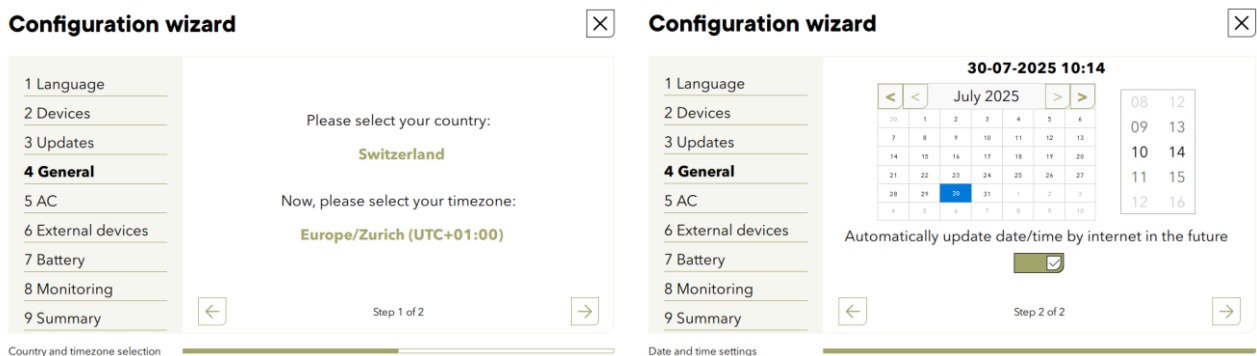 Configuration wizard
1 Language
2 Devices
3 Updates
4 General
5 AC
6 External devices
7 Battery
8 Monitoring
9 Summary
Please select your country:
Switzerland
Now, please select your timezone:
Europe/Zurich (UTC+01:00)
Step 1 of 2
Country and timezone selection
Configuration wizard
1 Language
2 Devices
3 Updates
4 General
5 AC
6 External devices
7 Battery
8 Monitoring
9 Summary
30-07-2025 10:14
< < July 2025 > >
30 1 2 3 4 5 6
7 8 9 10 11 12 13
14 15 16 17 18 19 20
21 22 23 24 25 26 27
28 29 30 31 1 2 3
4 5 6 7 8 9 10
08 12
09 13
10 14
11 15
12 16
Automatically update date/time by internet in the future
Step 2 of 2
Date and time settings